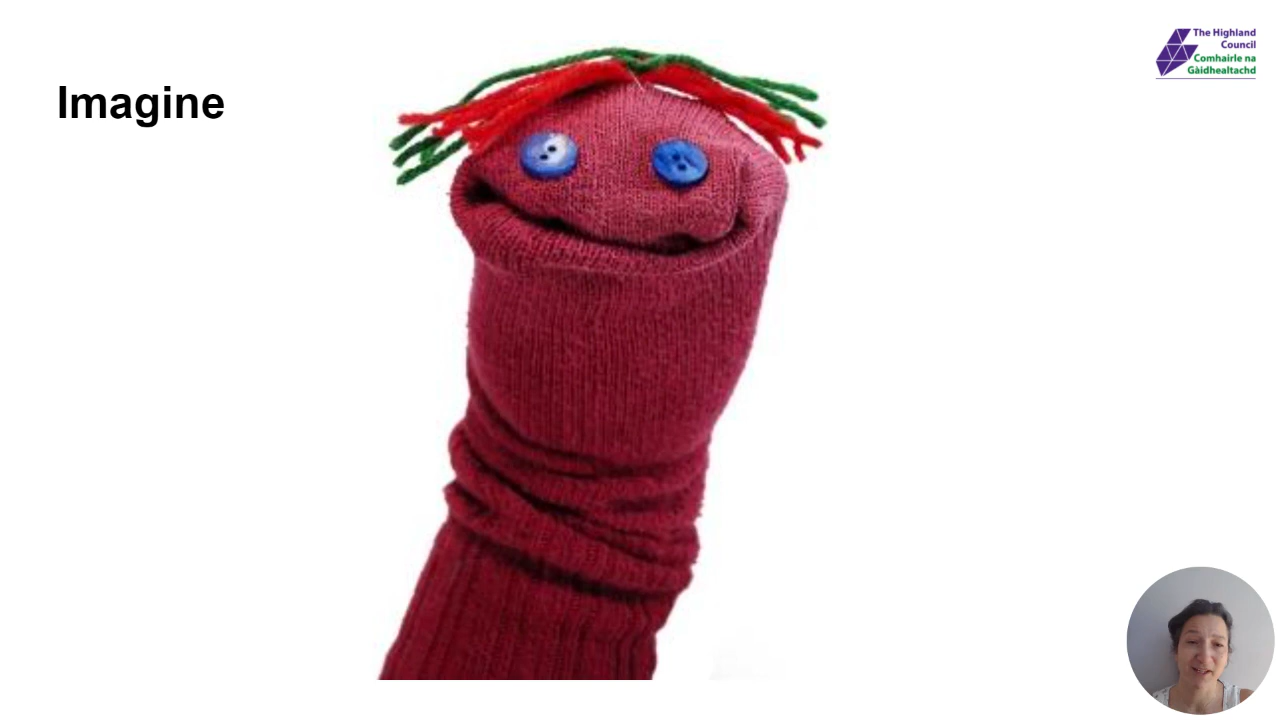 Imagine
The Highland
Council
Comhairle na
Gàidhealtachd